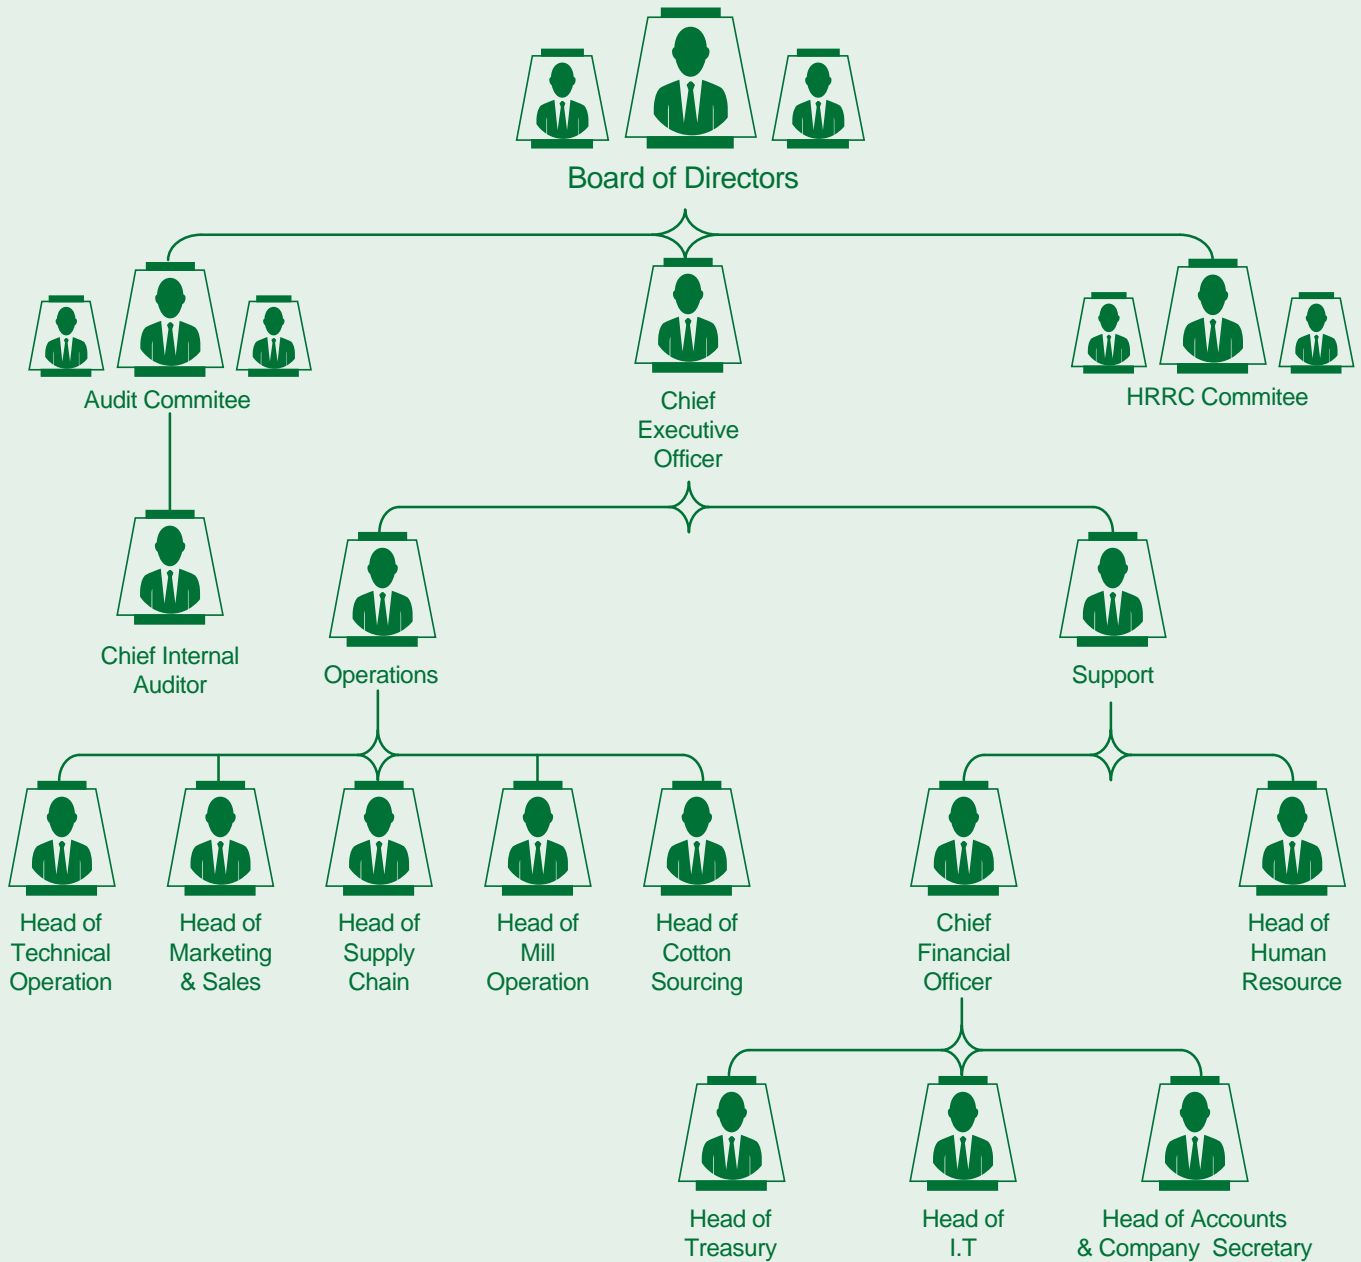 Board of Directors
Audit Commitee
Chief
Executive
Officer
HRRC Commitee
Chief Internal
Auditor
Operations
Support
Head of
Technical
Operation
Head of
Marketing
& Sales
Head of
Supply
Chain
Head of
Mill
Operation
Head of
Cotton
Sourcing
Chief
Financial
Officer
Head of
Human
Resource
Head of
Treasury
Head of
I.T
Head of Accounts
& Company Secretary